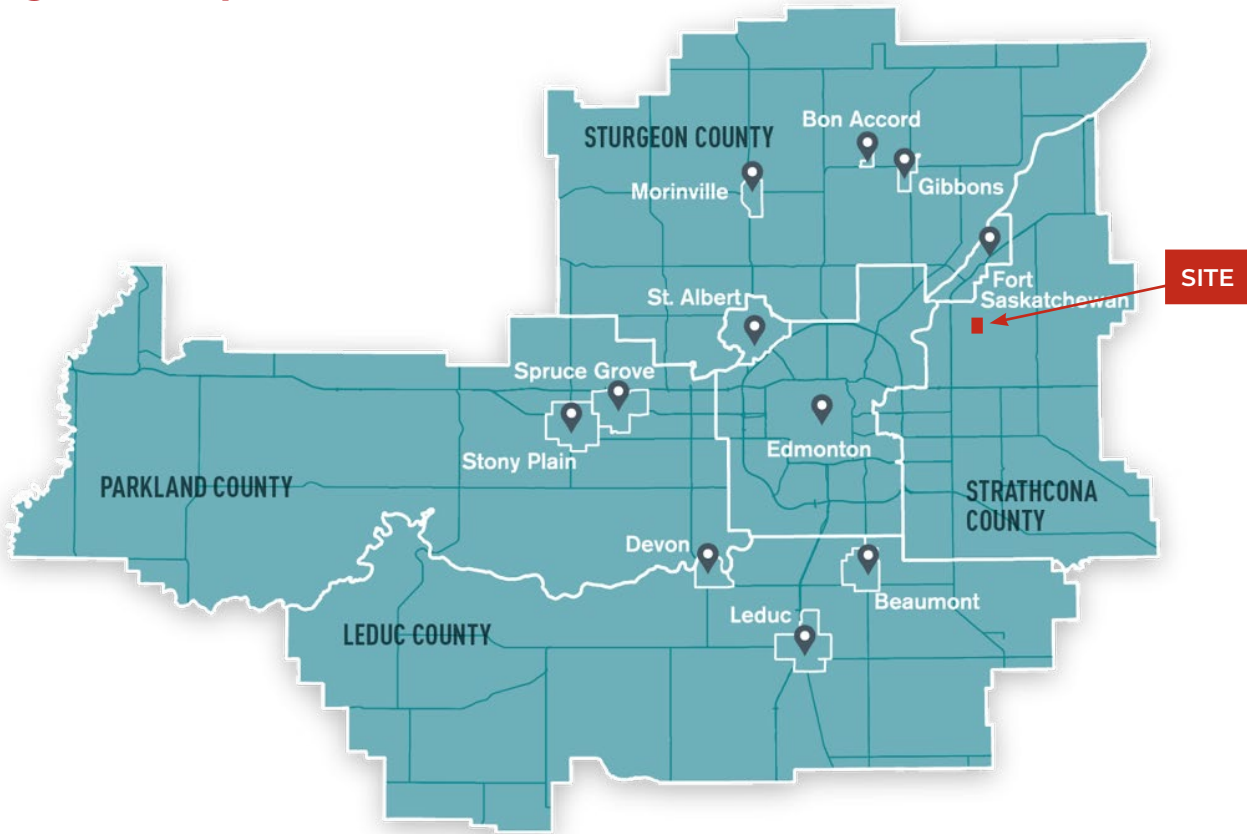 STURGEON COUNTY
Bon Accord
Morinville
Gibbons
Fort
Saskatchewan
SITE
St. Albert
Spruce Grove
Stony Plain
Edmonton
PARKLAND COUNTY
STRATHCONA
COUNTY
Devon
Beaumont
Leduc
LEDUC COUNTY